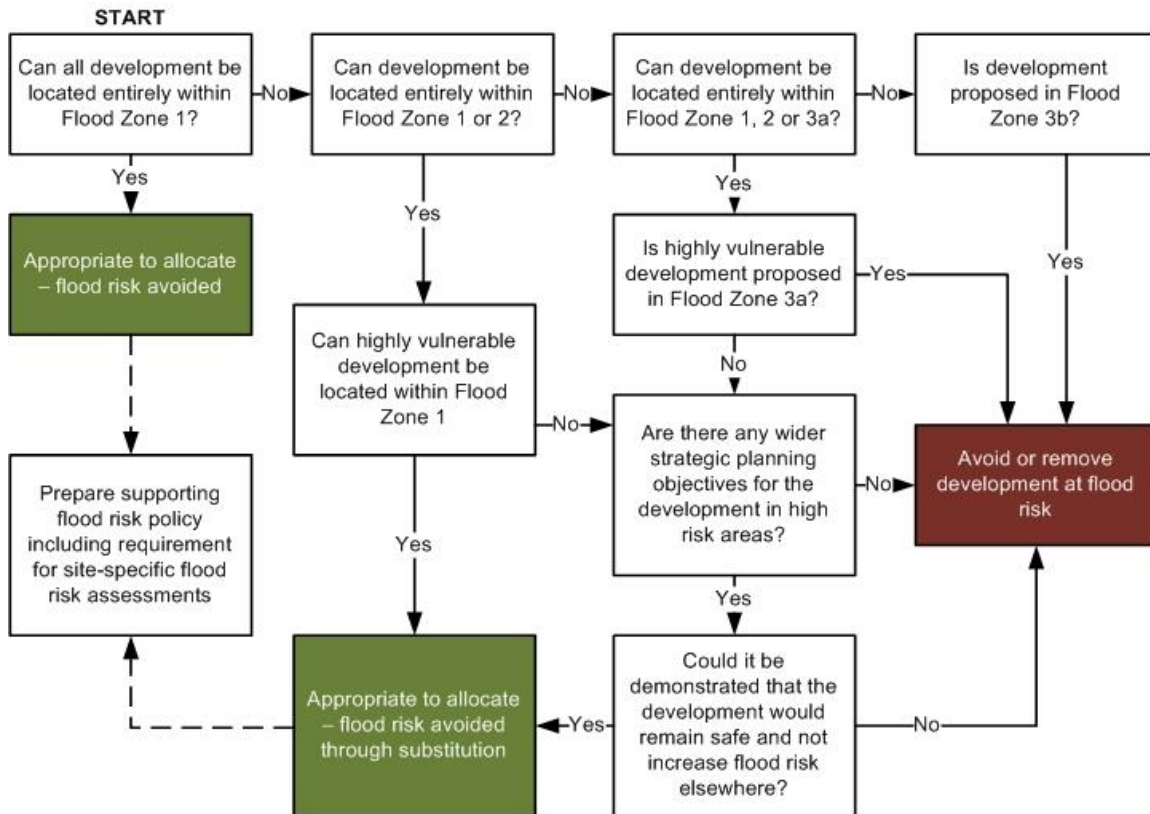 START
Can all development be
located entirely within
Flood Zone 1?
No
Can development be
located entirely within
Flood Zone 1 or 2?
No
Can development be
located entirely within
Flood Zone 1, 2 or 3a?
No
Is development
proposed in Flood
Zone 3b?
Yes
Yes
Yes
Yes
Appropriate to allocate
– flood risk avoided
Is highly vulnerable
development proposed
in Flood Zone 3a?
Yes
No
Can highly vulnerable
development be
located within Flood
Zone 1
No
Yes
Are there any wider
strategic planning
objectives for the
development in high
risk areas?
No
Yes
Avoid or remove
development at flood
risk
Prepare supporting
flood risk policy
including requirement
for site-specific flood
risk assessments
Appropriate to allocate
– flood risk avoided
through substitution
Yes
Could it be
demonstrated that the
development would
remain safe and not
increase flood risk
elsewhere?
No